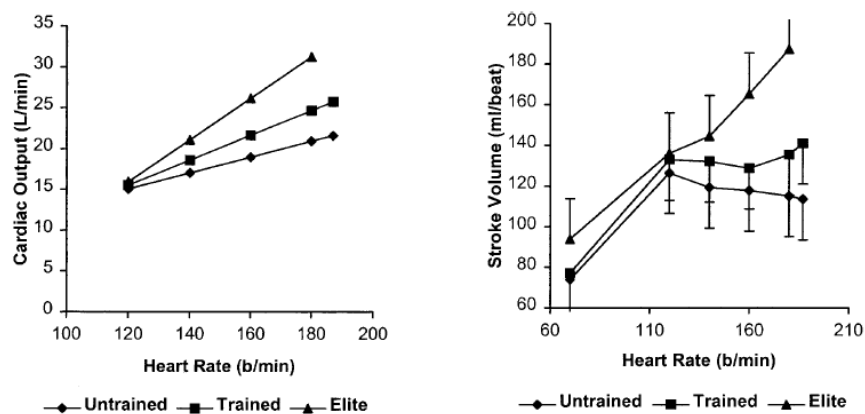 Cardiac Output (L/min)
35
30
25
20
15
10
5
0
100 120 140 160 180 200
Heart Rate (b/min)
Untrained Trained Elite
Stroke Volume (ml/beat)
200
180
160
140
120
100
80
60
60 110 160 210
Heart Rate (b/min)
Untrained Trained Elite